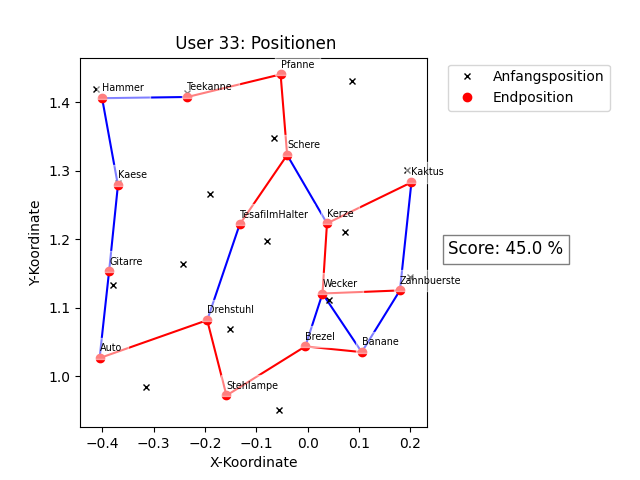 User 33: Positionen
Anfangsposition
Endposition
Score: 45.0 %
Y-Koordinate
1.4
1.3
1.2
1.1
1.0
Pfanne
Hammer
Teekanne
Schere
Kaese
Kaktus
TesafilmHalter
Kerze
Gitarre
Wecker
Zahnbuerste
Drehstuhl
Auto
Brezel
Banane
Stehlampe
−0.4 −0.3 −0.2 −0.1 0.0 0.1 0.2
X-Koordinate